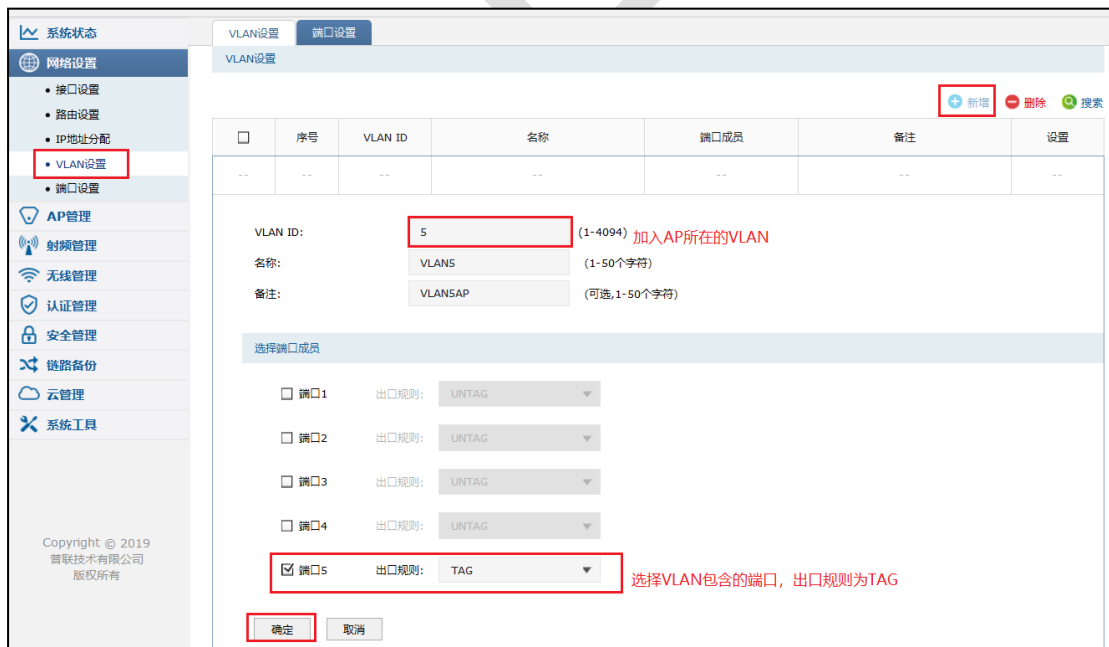 系统状态
网络设置
接口设置
路由设置
IP地址分配
VLAN设置
端口设置
AP管理
射频管理
无线管理
认证管理
安全管理
链路备份
云管理
系统工具
Copyright © 2019
普联技术有限公司
版权所有
VLAN设置 端口设置
VLAN设置
新增 删除 搜索
序号 VLAN ID 名称 端口成员 备注 设置
-- -- -- -- -- -- --
VLAN ID: 5 (1-4094) 加入AP所在的VLAN
名称: VLAN5 (1-50个字符)
备注: VLAN5AP (可选,1-50个字符)
选择端口成员
端口1 出口规则: UNTAG
端口2 出口规则: UNTAG
端口3 出口规则: UNTAG
端口4 出口规则: UNTAG
端口5 出口规则: TAG 选择VLAN包含的端口，出口规则为TAG
确定 取消